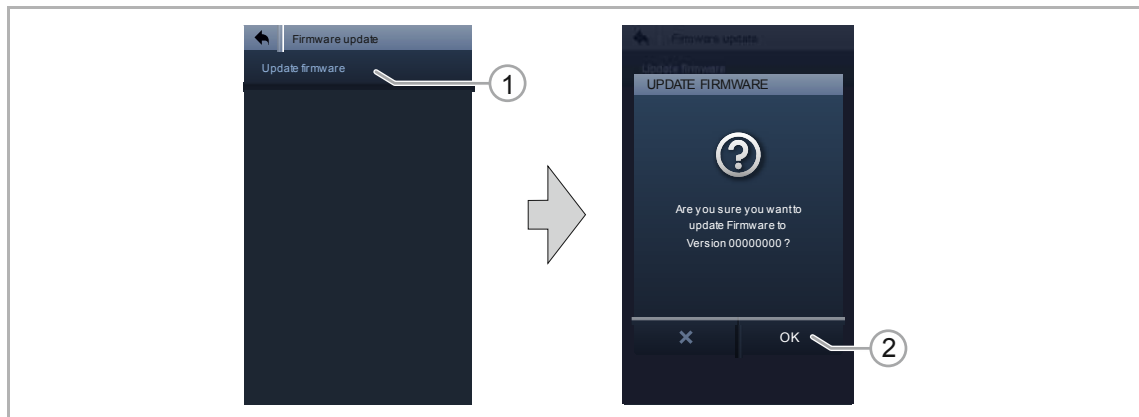 Firmware update
Update firmware
1
Firmware update
Update firmware
UPDATE FIRMWARE
Are you sure you want to
update Firmware to
Version 00000000 ?
OK
2